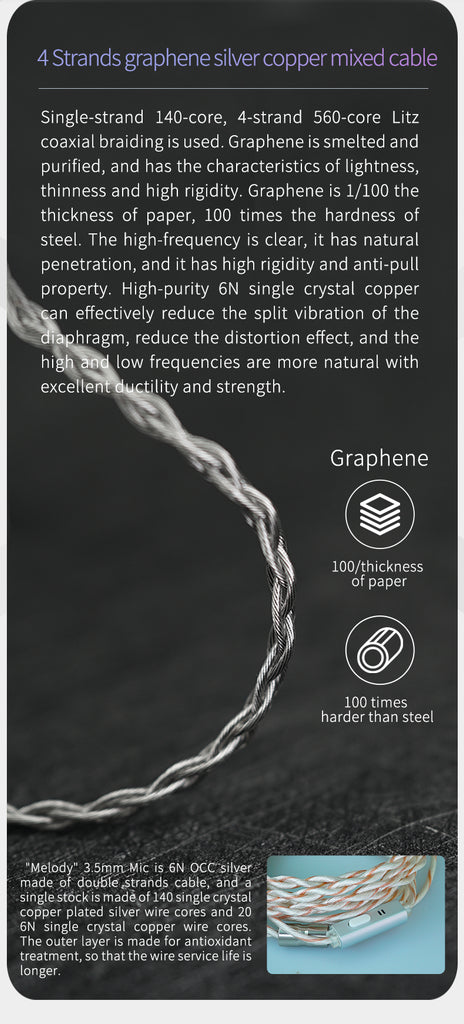 4 Strands graphene silver copper mixed cable
Single-strand 140-core, 4-strand 560-core Litz
coaxial braiding is used. Graphene is smelted and
purified, and has the characteristics of lightness,
thinness and high rigidity. Graphene is 1/100 the
thickness of paper, 100 times the hardness of
steel. The high-frequency is clear, it has natural
penetration, and it has high rigidity and anti-pull
property. High-purity 6N single crystal copper
can effectively reduce the split vibration of the
diaphragm, reduce the distortion effect, and the
high and low frequencies are more natural with
excellent ductility and strength.
Graphene
100/thickness
of paper
100 times
harder than steel
"Melody" 3.5mm Mic is 6N OCC silver
made of double strands cable, and a
single stock is made of 140 single crystal
copper plated silver wire cores and 20
6N single crystal copper wire cores.
The outer layer is made for antioxidant
treatment, so that the wire service life is
longer.